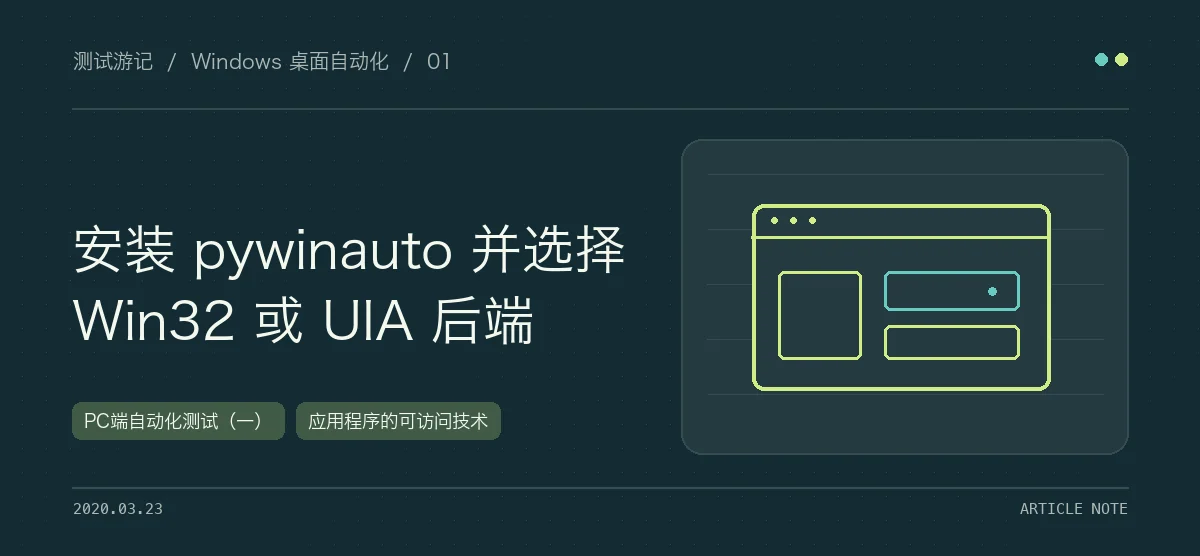 测试游记 / Windows 桌面自动化 / 01
安装 pywinauto 并选择
Win32 或 UIA 后端
PC端自动化测试（一）
应用程序的可访问技术
2020.03.23
ARTICLE NOTE